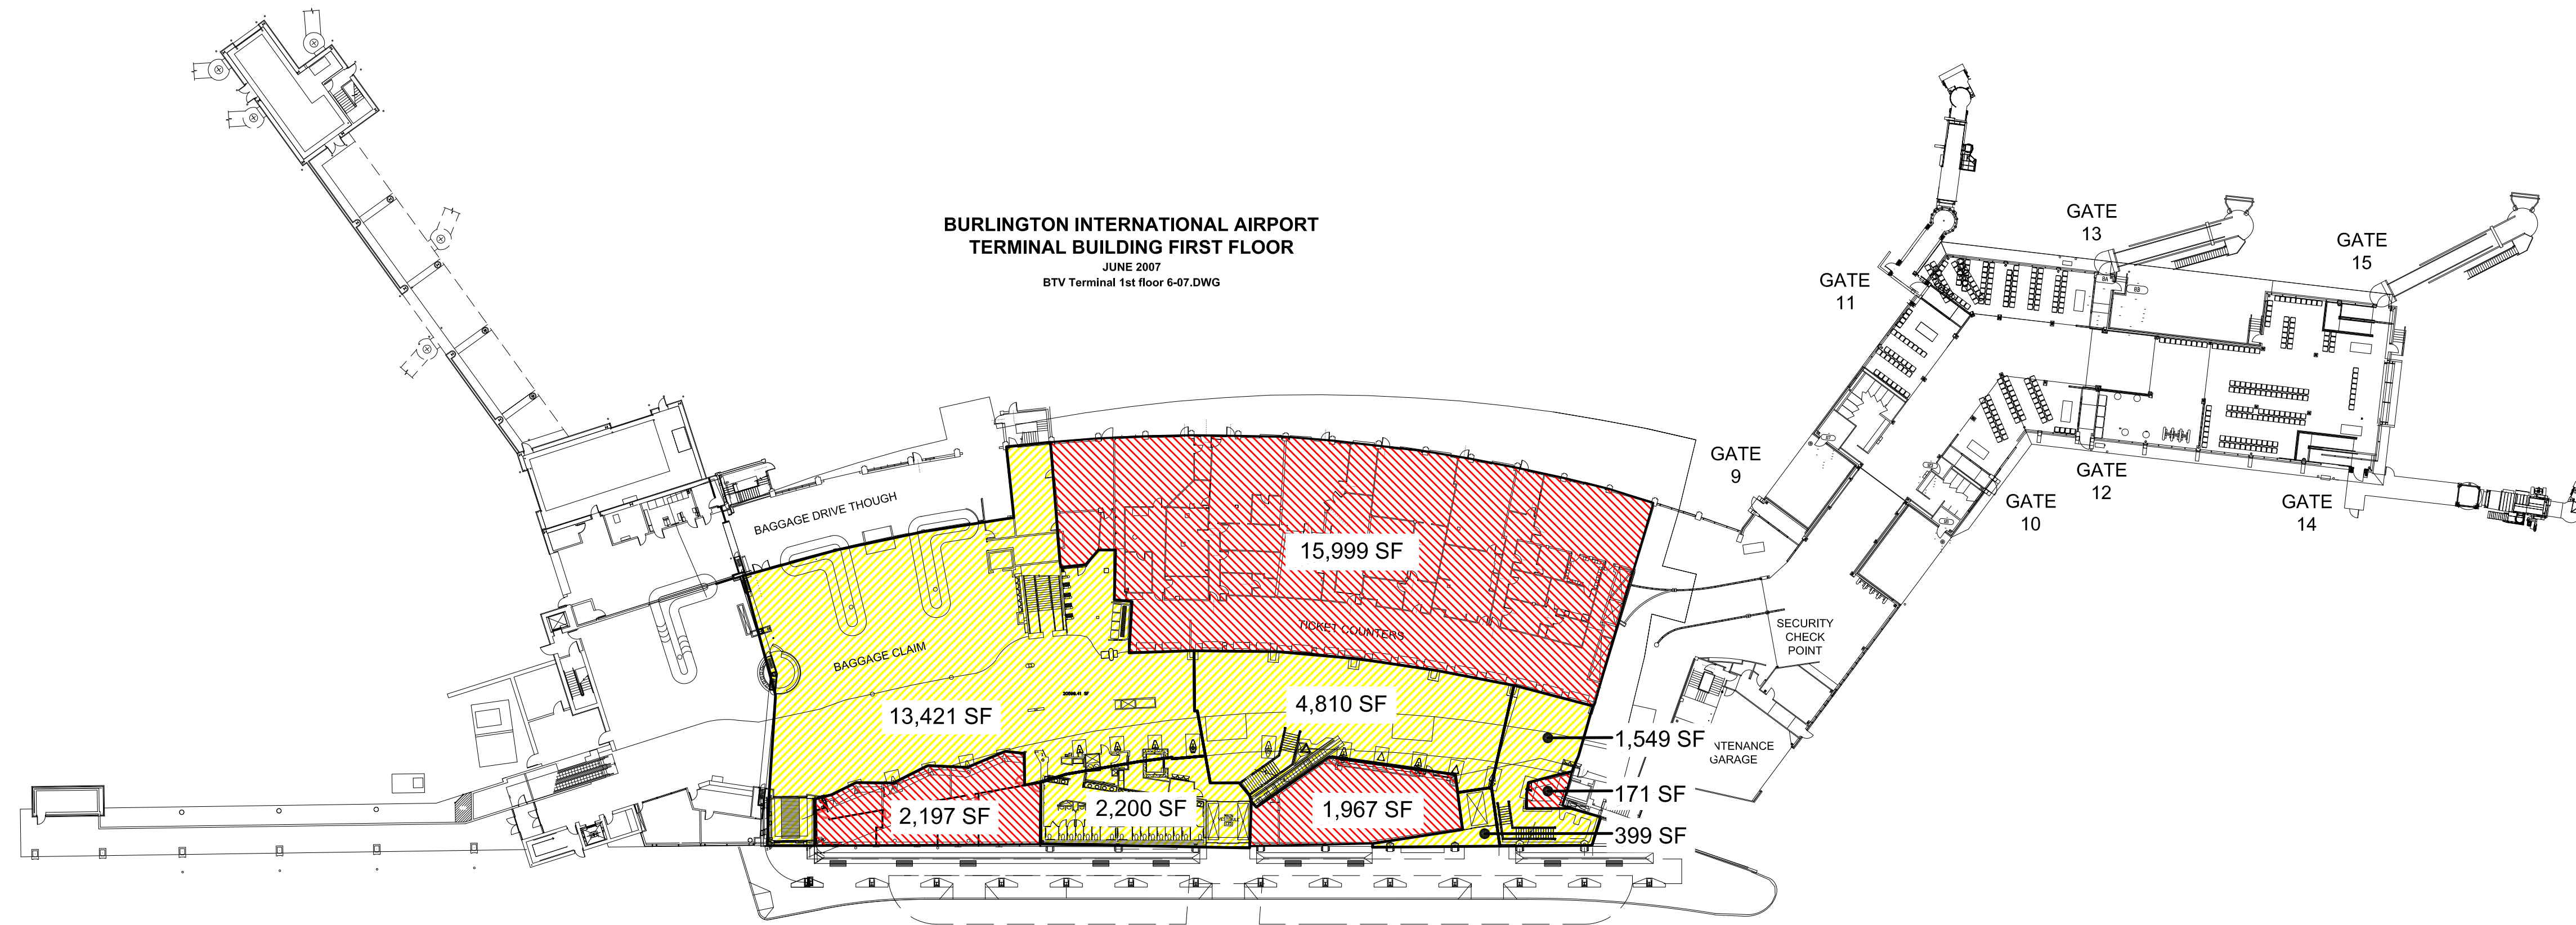 BURLINGTON INTERNATIONAL AIRPORT
TERMINAL BUILDING FIRST FLOOR
JUNE 2007
BTV Terminal 1st floor 6-07.DWG
GATE
13
GATE
15
GATE
11
GATE
9
GATE
12
GATE
10
GATE
14
BAGGAGE DRIVE THOUGH
15,999 SF
TICKET COUNTERS
SECURITY
CHECK
POINT
BAGGAGE CLAIM
13,421 SF
4,810 SF
1,549 SF
NTENANCE
GARAGE
171 SF
2,197 SF
2,200 SF
1,967 SF
399 SF